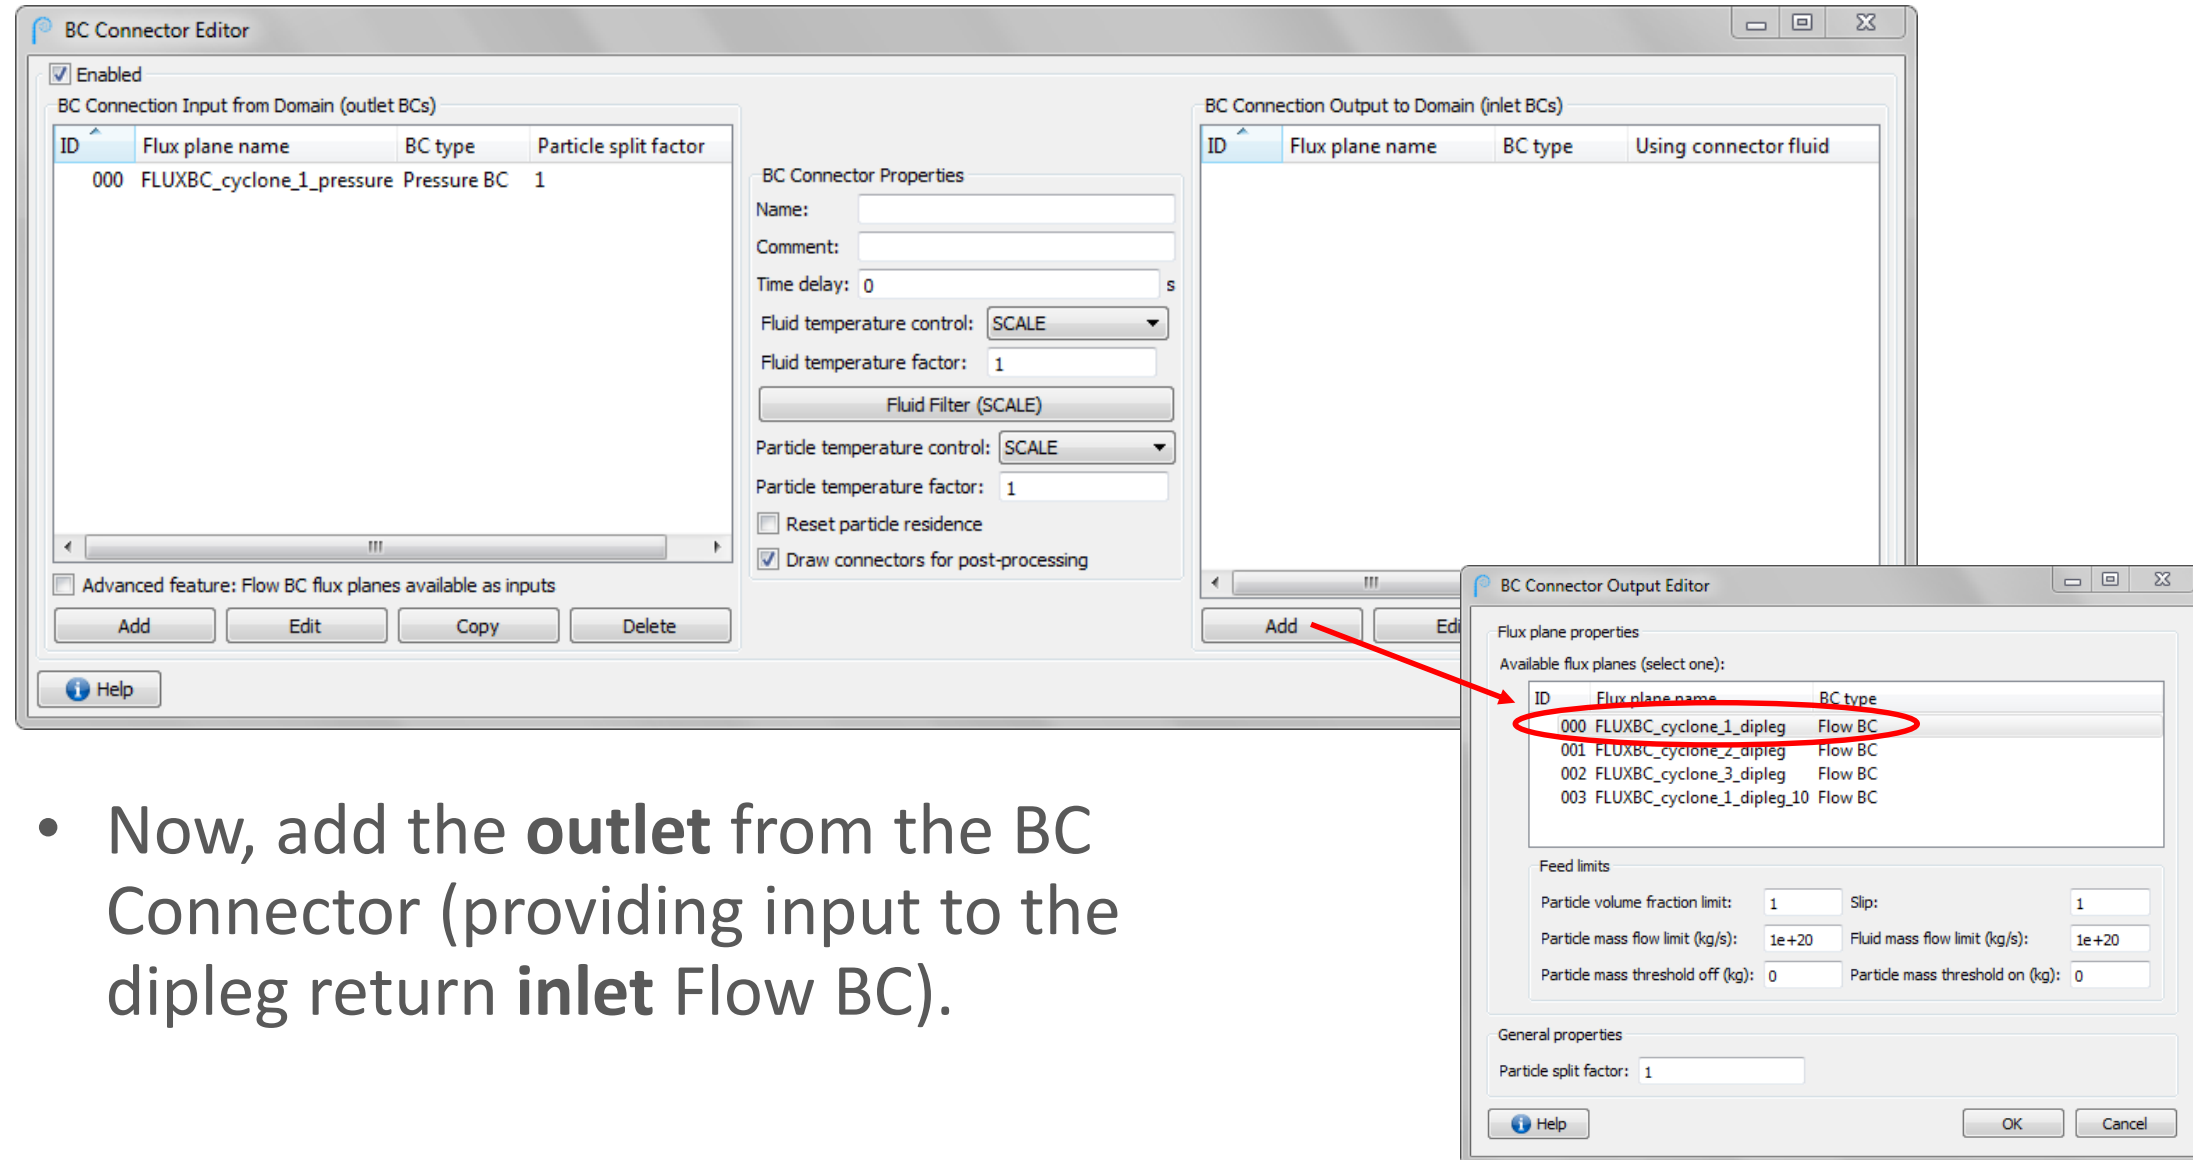 BC Connector Editor
Enabled
BC Connection Input from Domain (outlet BCs)
ID Flux plane name BC type Particle split factor
000 FLUXBC_cyclone_1_pressure Pressure BC 1
Advanced feature: Flow BC flux planes available as inputs
Add Edit Copy Delete
Help
BC Connector Properties
Name:
Comment:
Time delay: 0 s
Fluid temperature control: SCALE
Fluid temperature factor: 1
Fluid Filter (SCALE)
Particle temperature control: SCALE
Particle temperature factor: 1
Reset particle residence
Draw connectors for post-processing
BC Connection Output to Domain (inlet BCs)
ID Flux plane name BC type Using connector fluid
Add Edi
BC Connector Output Editor
Flux plane properties
Available flux planes (select one):
ID Flux plane name BC type
000 FLUXBC_cyclone_1_dipleg Flow BC
001 FLUXBC_cyclone_2_dipleg Flow BC
002 FLUXBC_cyclone_3_dipleg Flow BC
003 FLUXBC_cyclone_1_dipleg_10 Flow BC
Feed limits
Particle volume fraction limit: 1 Slip: 1
Particle mass flow limit (kg/s): 1e+20 Fluid mass flow limit (kg/s): 1e+20
Particle mass threshold off (kg): 0 Particle mass threshold on (kg): 0
General properties
Particle split factor: 1
Help OK Cancel
• Now, add the outlet from the BC
Connector (providing input to the
dipleg return inlet Flow BC).